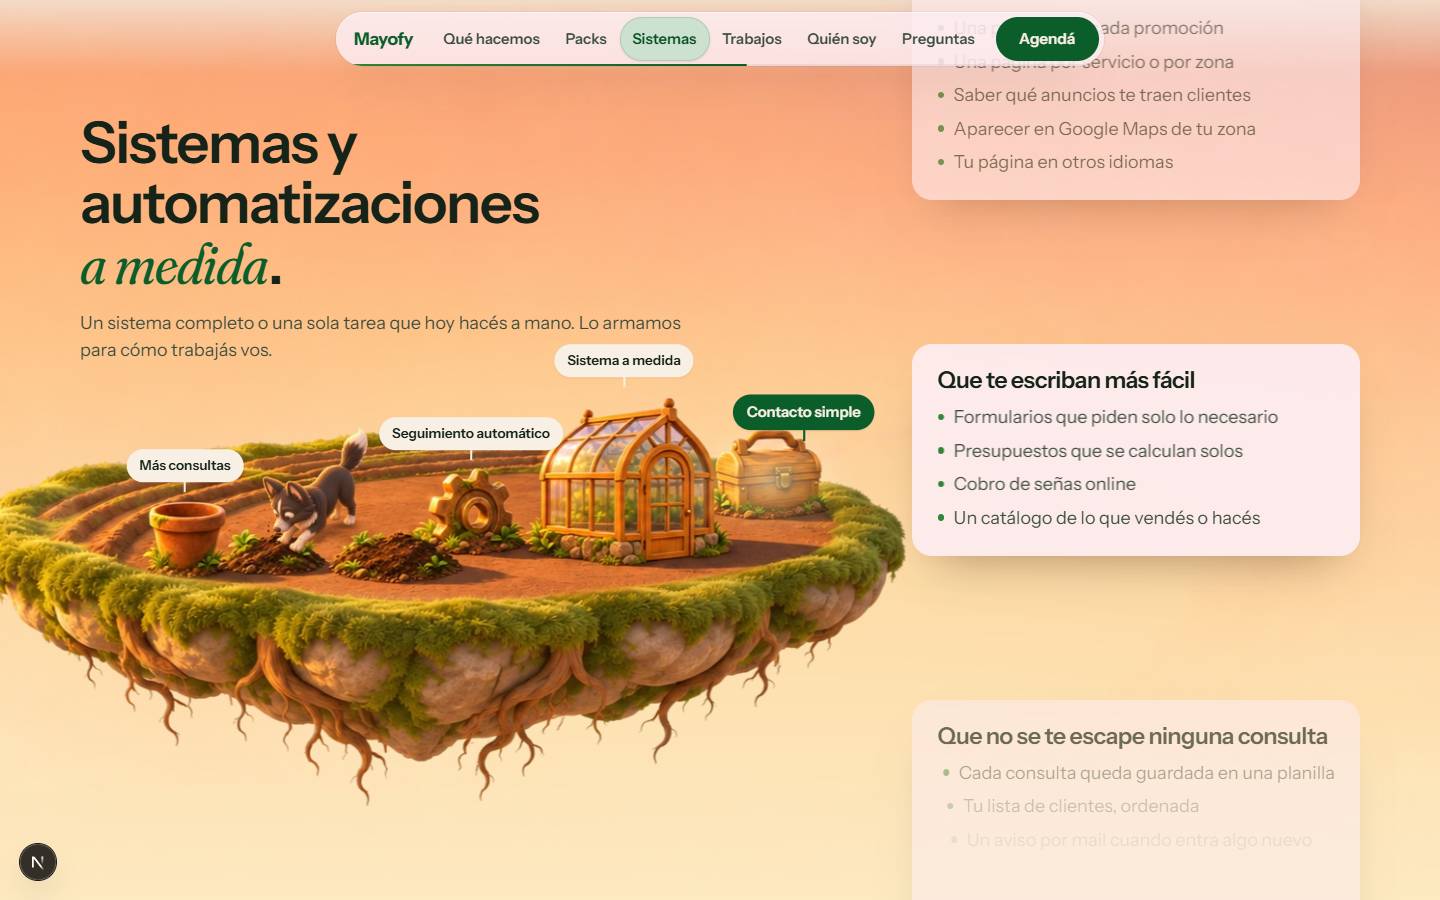 Mayofy
Qué hacemos
Packs
Sistemas
Trabajos
Quién soy
Preguntas
Agendá
ada promoción
servicio o por zona
Saber qué anuncios te traen clientes
Aparecer en Google Maps de tu zona
Tu página en otros idiomas
Sistemas y
automatizaciones
a medida.
Un sistema completo o una sola tarea que hoy hacés a mano. Lo armamos
para cómo trabajás vos.
Sistema a medida
Contacto simple
Seguimiento automático
Más consultas
Que te escriban más fácil
Formularios que piden solo lo necesario
Presupuestos que se calculan solos
Cobro de señas online
Un catálogo de lo que vendés o hacés
Que no se te escape ninguna consulta
Cada consulta queda guardada en una planilla
Tu lista de clientes, ordenada
Un aviso por mail cuando entra algo nuevo
N